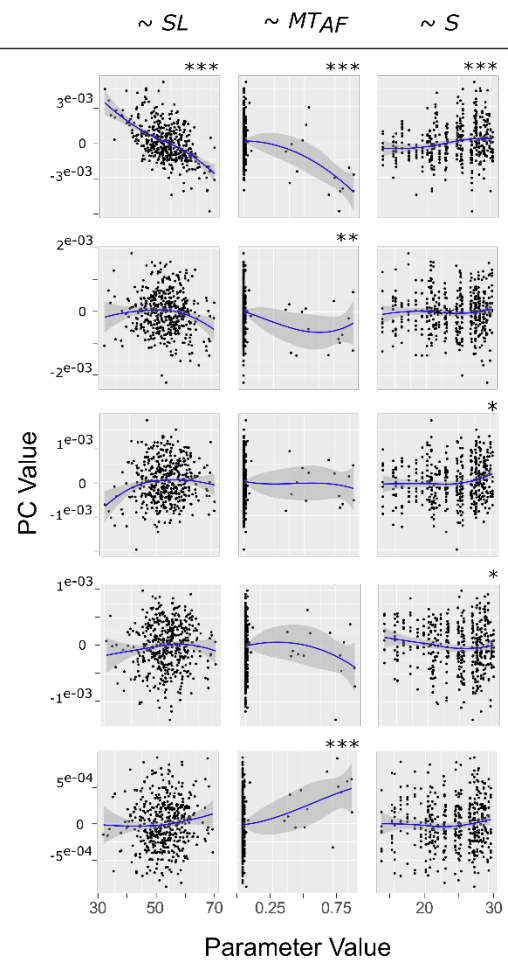 ~ SL ~ MTAF ~ S
*** *** ***
3e-03
0
-3e-03
**
2e-03
0
-2e-03
*
1e-03
0
-1e-03
*
1e-03
0
-1e-03
***
5e-04
0
-5e-04
PC Value
30 50 70 0.25 0.75 20 30
Parameter Value